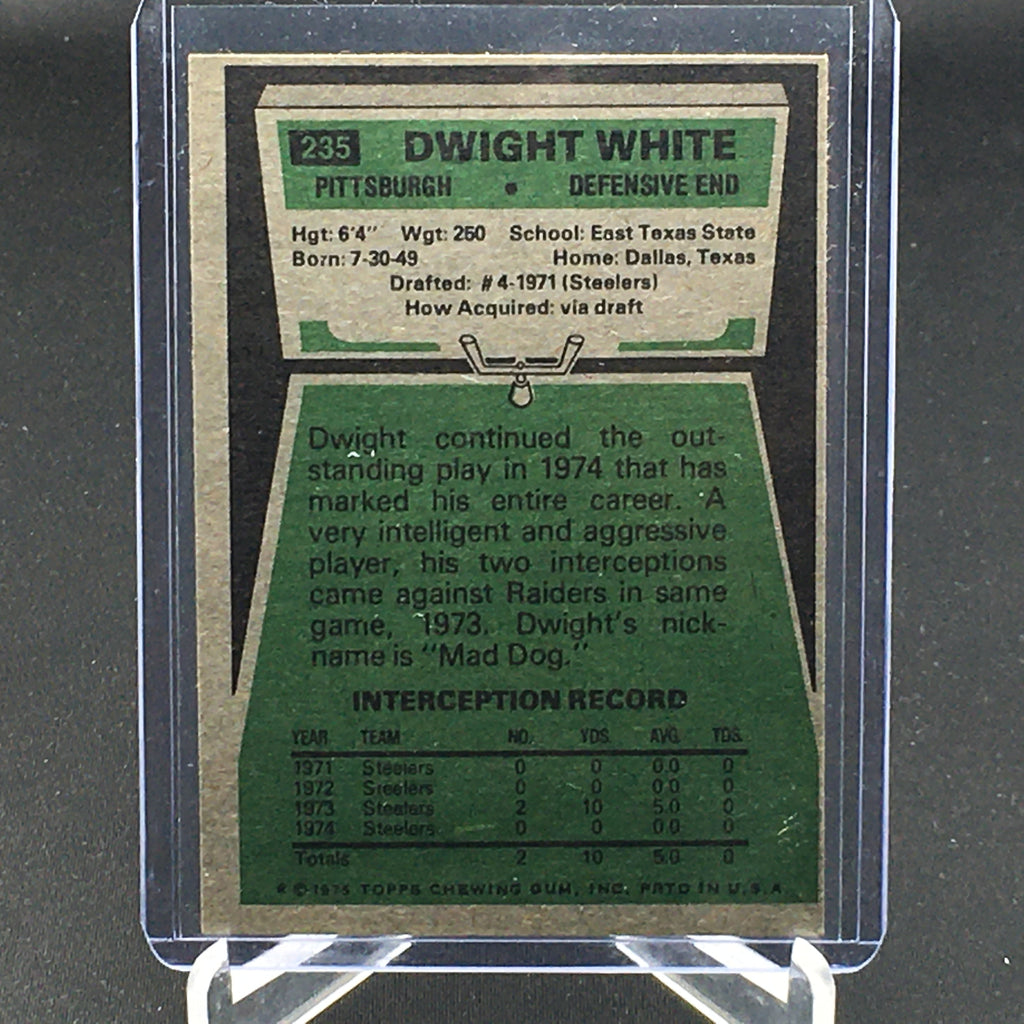 235 DWIGHT WHITE
PITTSBURGH • DEFENSIVE END
Hgt: 6'4" Wgt: 250 School: East Texas State
Born: 7-30-49 Home: Dallas, Texas
Drafted: #4-1971 (Steelers)
How Acquired: via draft
Dwight continued the out-
standing play in 1974 that has
marked his entire career. A
very intelligent and aggressive
player, his two interceptions
came against Raiders in same
game, 1973. Dwight's nick-
name is "Mad Dog."
INTERCEPTION RECORD
YEAR TEAM NO. YDS. AVG. TDS.
1971 Steelers 0 0 0.0 0
1972 Steelers 0 0 0.0 0
1973 Steelers 2 10 5.0 0
1974 Steelers 0 0 0.0 0
Totals 2 10 5.0 0
® © 1975 TOPPS CHEWING GUM, INC. PRTD IN U.S.A.